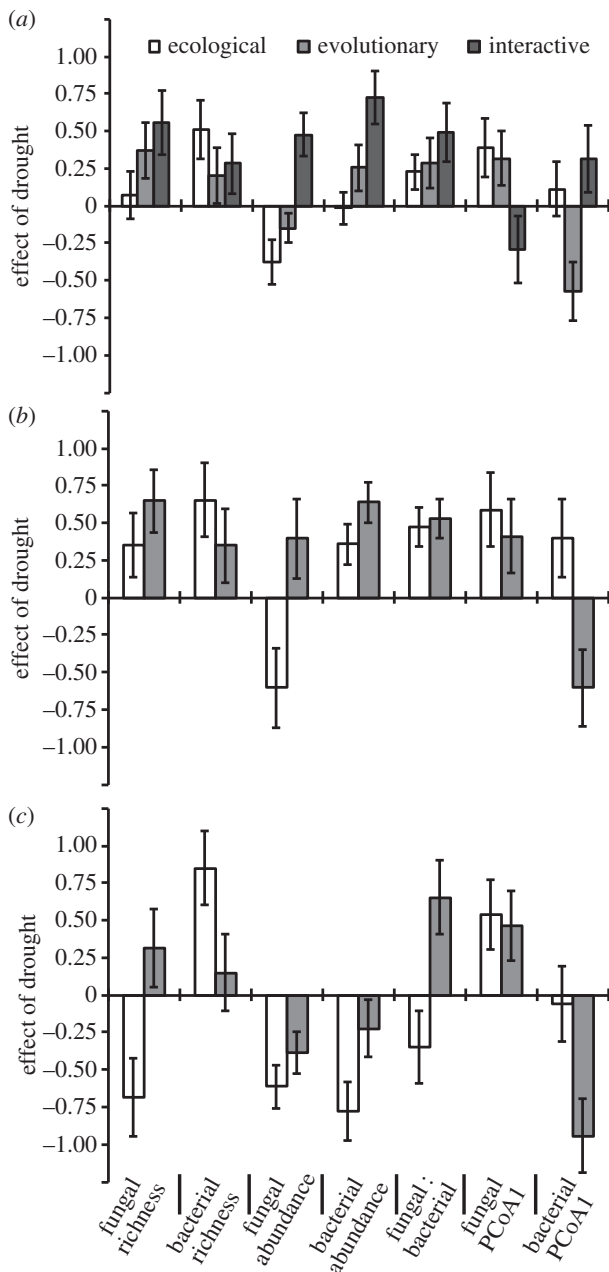 (a)
ecological evolutionary interactive
1.00
0.75
0.50
0.25
0
–0.25
–0.50
–0.75
–1.00
effect of drought
(b)
1.00
0.75
0.50
0.25
0
–0.25
–0.50
–0.75
–1.00
effect of drought
(c)
1.00
0.75
0.50
0.25
0
–0.25
–0.50
–0.75
–1.00
effect of drought
fungal
richness
bacterial
richness
fungal
abundance
bacterial
abundance
fungal :
bacterial
fungal
PCoA1
bacterial
PCoA1